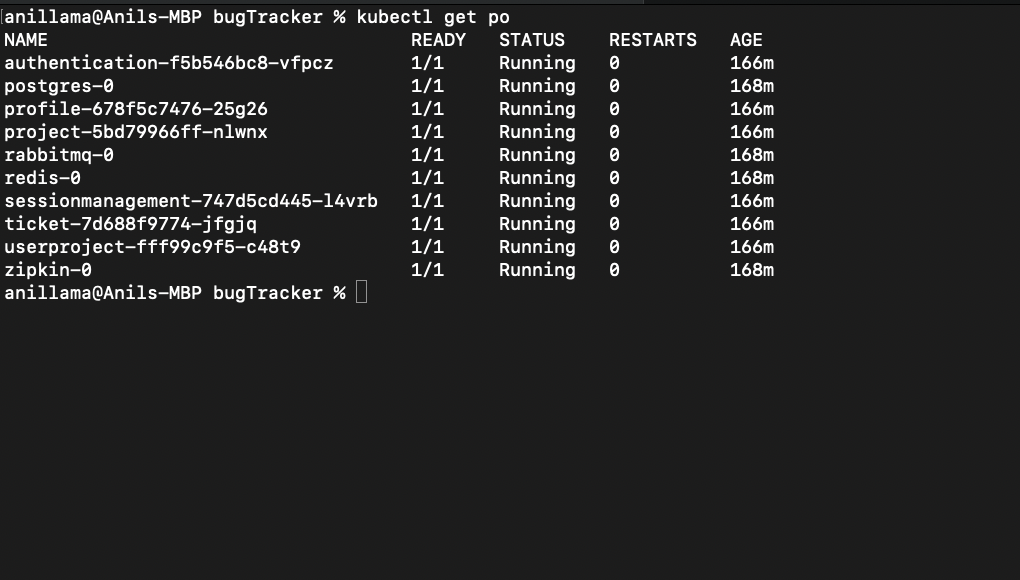 [anillama@Anils-MBP bugTracker % kubectl get po
NAME READY STATUS RESTARTS AGE
authentication-f5b546bc8-vfpcz 1/1 Running 0 166m
postgres-0 1/1 Running 0 168m
profile-678f5c7476-25g26 1/1 Running 0 166m
project-5bd79966ff-nlwnx 1/1 Running 0 166m
rabbitmq-0 1/1 Running 0 168m
redis-0 1/1 Running 0 168m
sessionmanagement-747d5cd445-l4vrb 1/1 Running 0 166m
ticket-7d688f9774-jfgjq 1/1 Running 0 166m
userproject-fff99c9f5-c48t9 1/1 Running 0 166m
zipkin-0 1/1 Running 0 168m
anillama@Anils-MBP bugTracker %